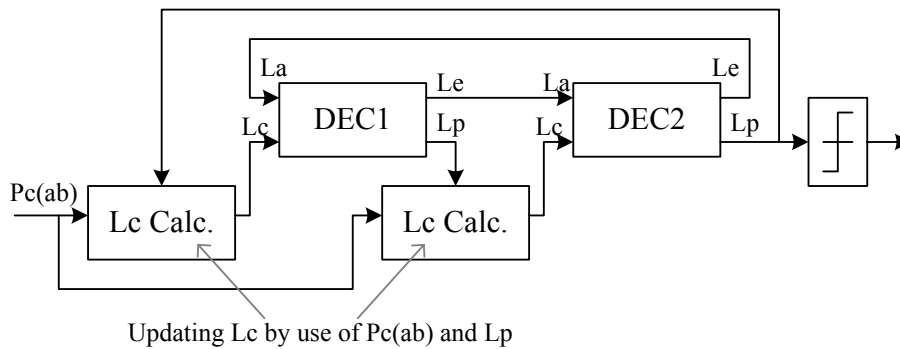 La
Le
La
Le
DEC1
DEC2
Lc
Lp
Lc
Lp
Pc(ab)
Lc Calc.
Lc Calc.
Updating Lc by use of Pc(ab) and Lp